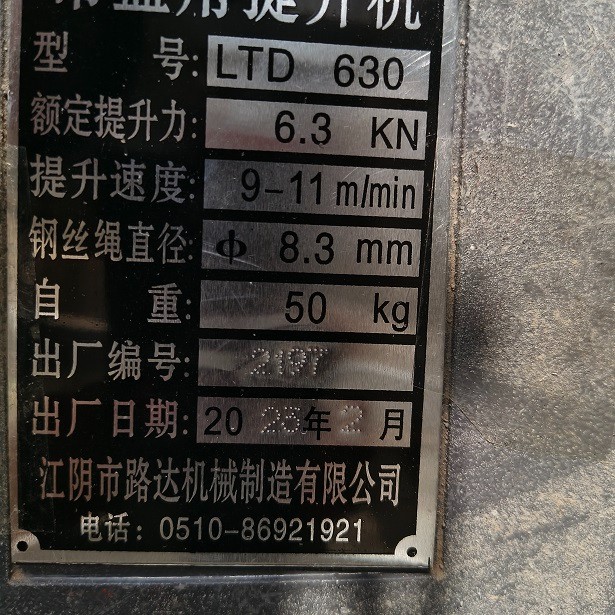 吊篮用提升机
型 号: LTD 630
额定提升力: 6.3 KN
提升速度: 9-11 m/min
钢丝绳直径: Φ 8.3 mm
自 重: 50 kg
出厂编号: 2197
出厂日期: 20 年 2 月
江阴市路达机械制造有限公司
电话: 0510-86921921